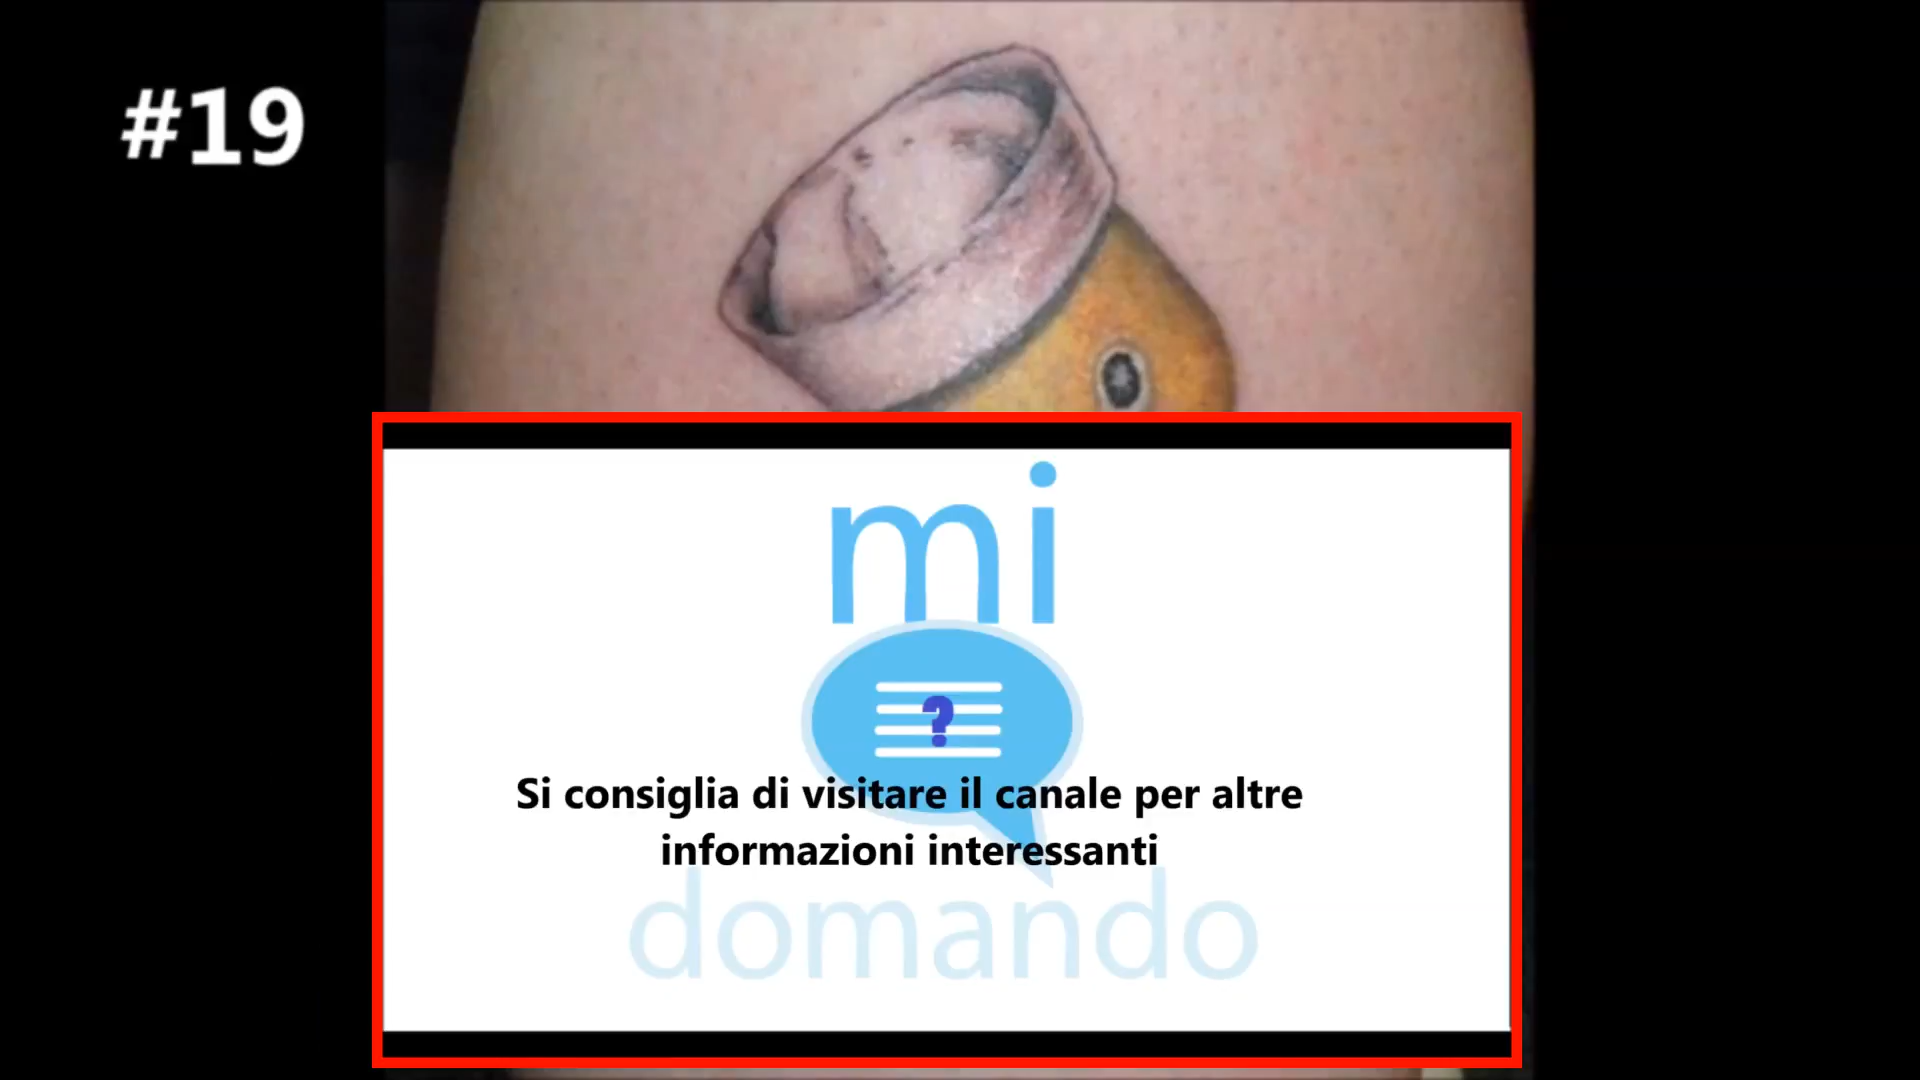 #19
mi
?
Si consiglia di visitare il canale per altre
informazioni interessanti
domando